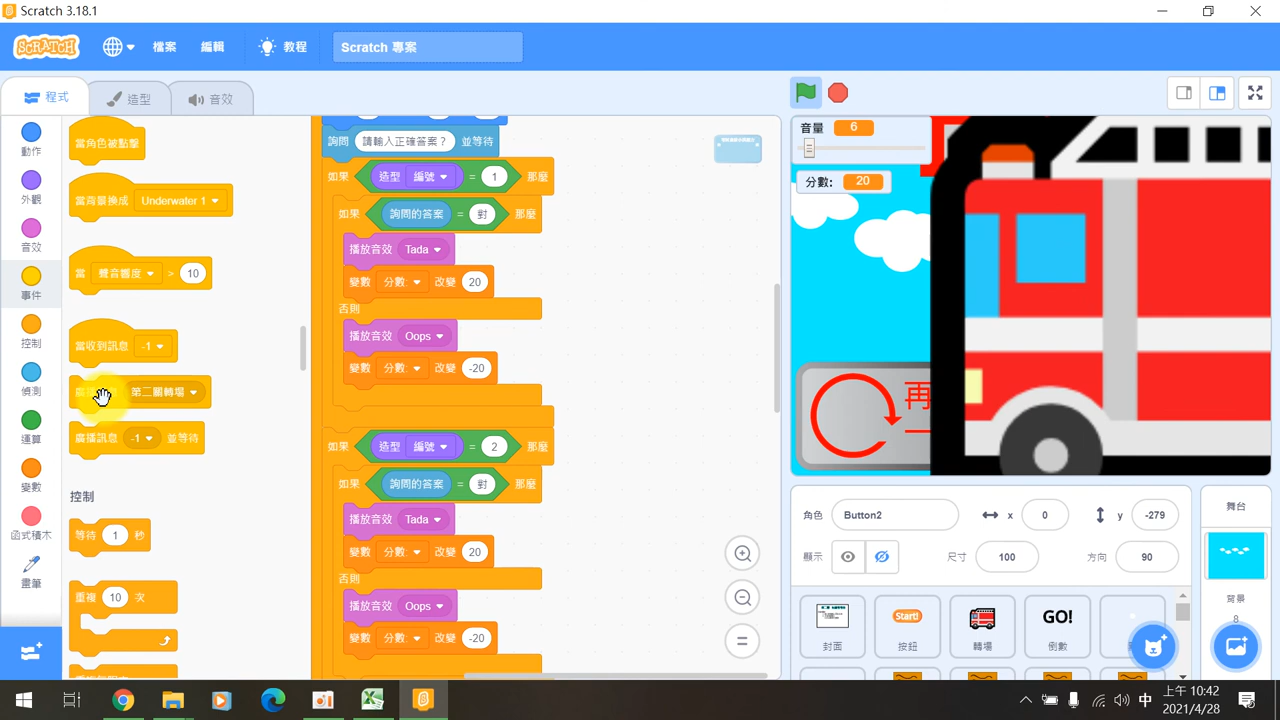 Scratch 3.18.1
SCRATCH
檔案
編輯
教程
Scratch 專案
程式
造型
音效
動作
外觀
音效
事件
控制
偵測
運算
變數
函式積木
畫筆
當角色被點擊
當背景換成 Underwater 1
當 聲音響度 > 10
當收到訊息 -1
第二關轉場
廣播訊息 -1 並等待
控制
等待 1 秒
重複 10 次
詢問 請輸入正確答案？ 並等待
如果 造型 編號 = 1 那麼
如果 詢問的答案 = 對 那麼
播放音效 Tada
變數 分數: 改變 20
否則
播放音效 Oops
變數 分數: 改變 -20
如果 造型 編號 = 2 那麼
如果 詢問的答案 = 對 那麼
播放音效 Tada
變數 分數: 改變 20
否則
播放音效 Oops
變數 分數: 改變 -20
音量 6
分數: 20
再
角色 Button2
x 0
y -279
顯示
尺寸 100
方向 90
舞台
背景
8
封面
Start!
按鈕
轉場
GO!
倒數
中
上午 10:42
2021/4/28